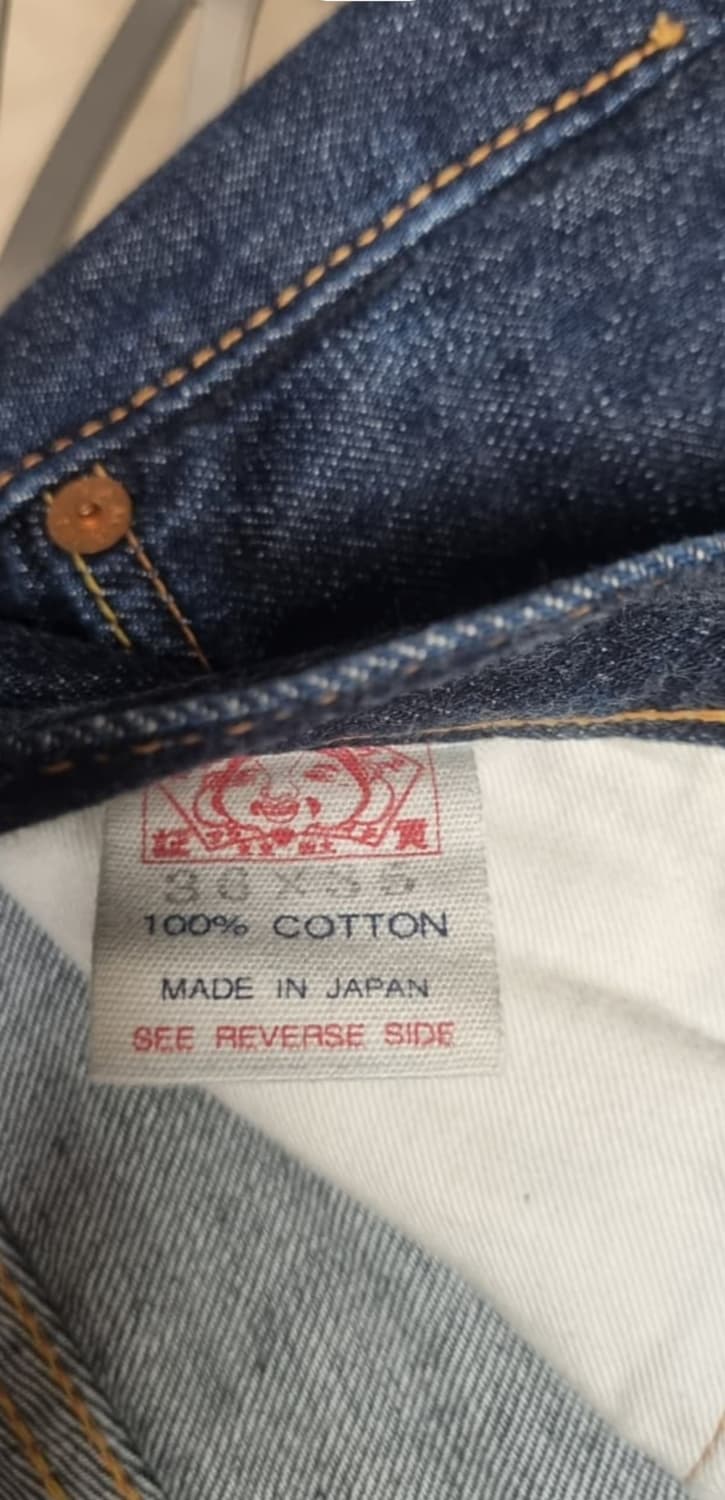 100% COTTON
MADE IN JAPAN
SEE REVERSE SIDE